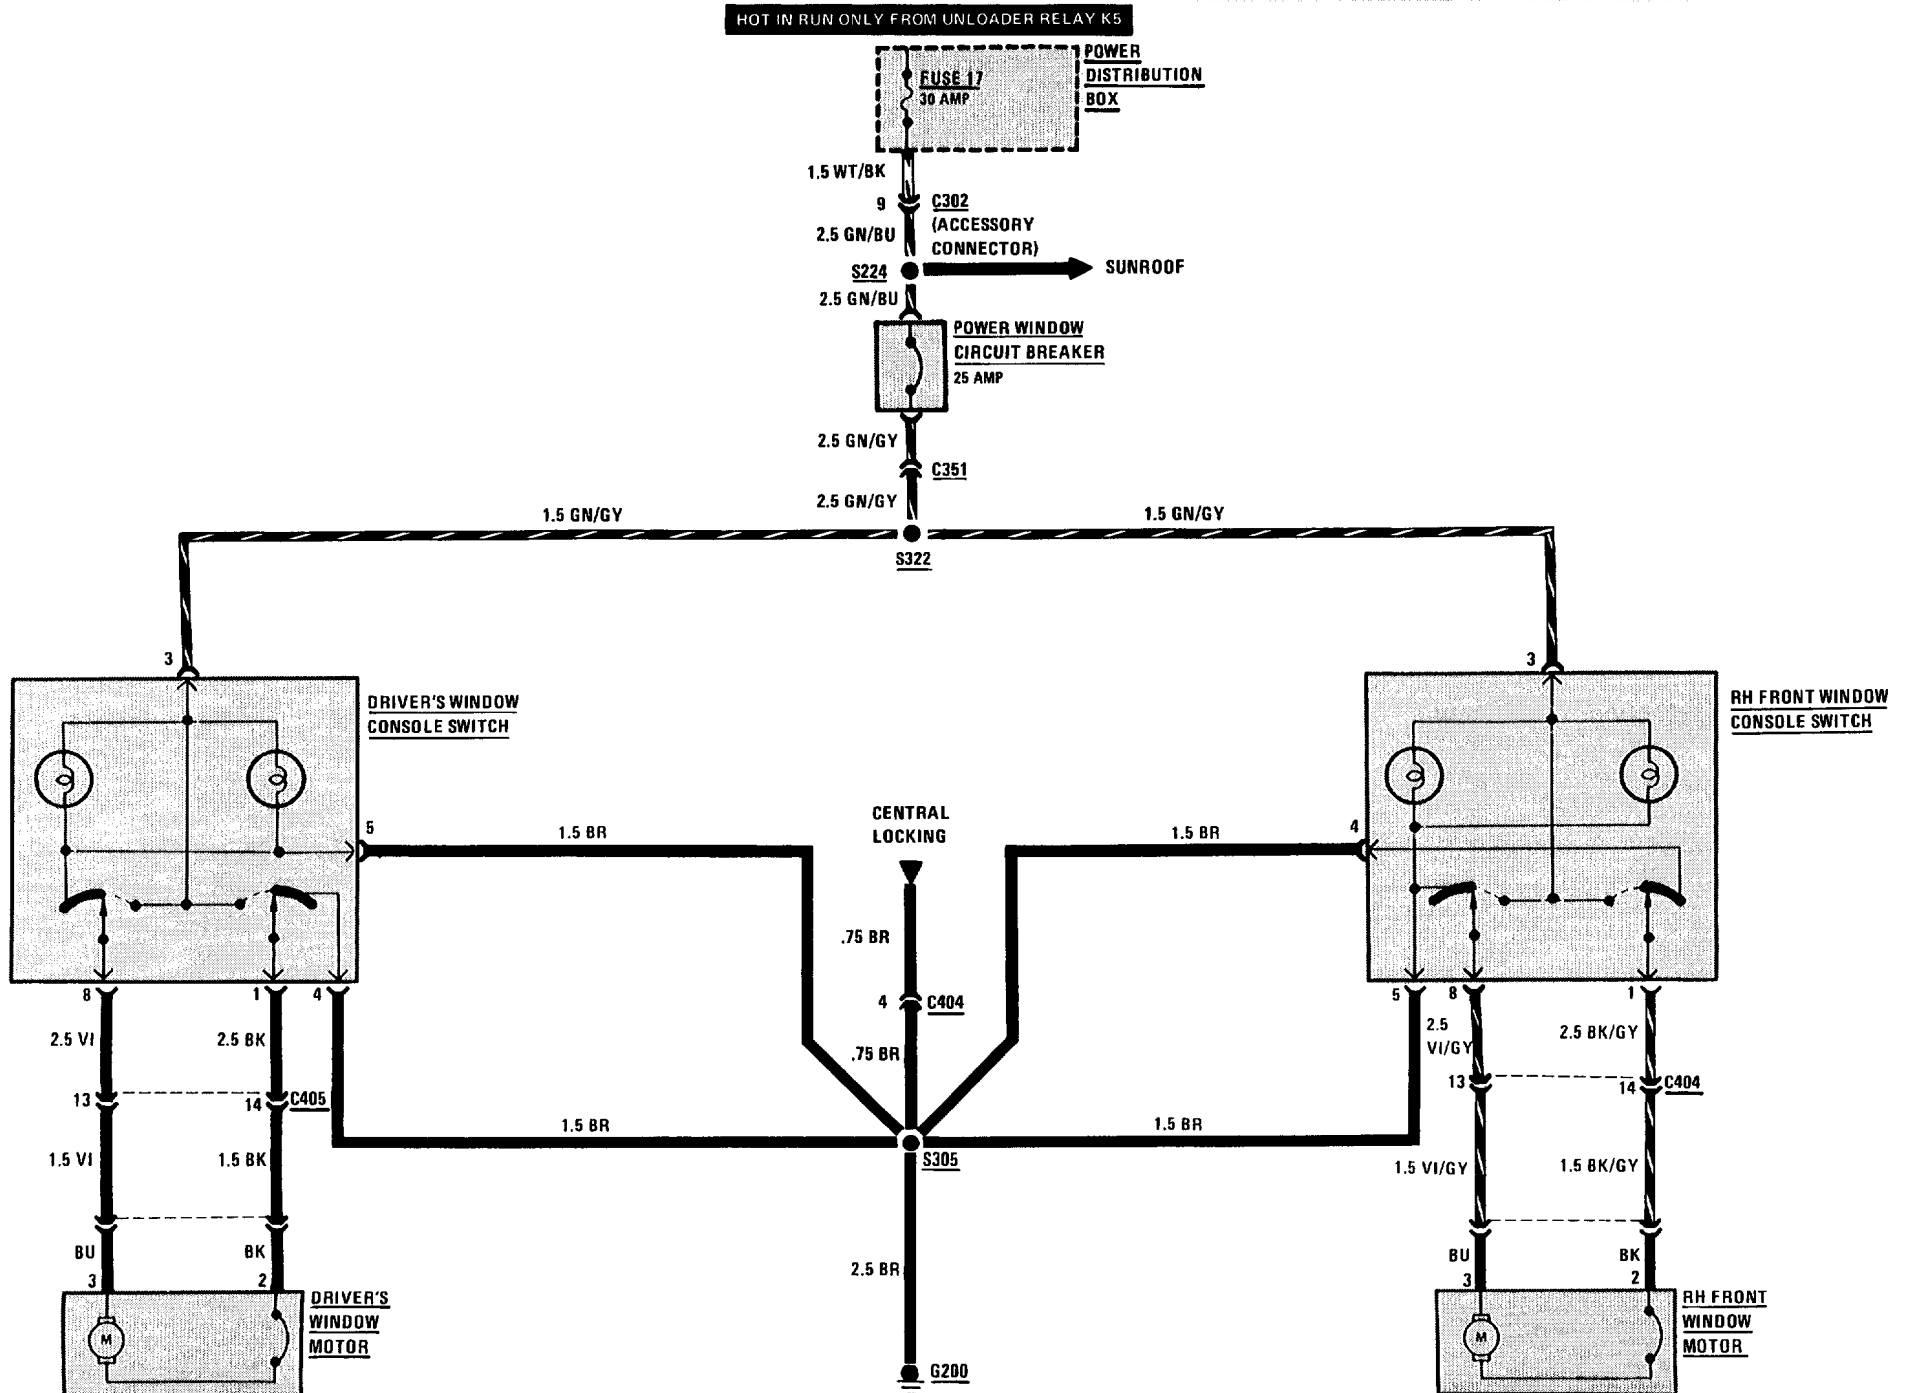 HOT IN RUN ONLY FROM UNLOADER RELAY K5
POWER
DISTRIBUTION
BOX
FUSE 17
30 AMP
1.5 WT/BK
9
C302
(ACCESSORY
CONNECTOR)
2.5 GN/BU
S224
SUNROOF
2.5 GN/BU
POWER WINDOW
CIRCUIT BREAKER
25 AMP
2.5 GN/GY
C351
2.5 GN/GY
1.5 GN/GY
1.5 GN/GY
S322
3
3
DRIVER'S WINDOW
CONSOLE SWITCH
RH FRONT WINDOW
CONSOLE SWITCH
5
1.5 BR
CENTRAL
LOCKING
1.5 BR
4
.75 BR
4
C404
.75 BR
8
1
4
5
8
1
2.5 VI
2.5 BK
2.5
VI/GY
2.5 BK/GY
13
14
C405
13
14
C404
1.5 BR
1.5 BR
S305
1.5 VI
1.5 BK
1.5 VI/GY
1.5 BK/GY
BU
BK
2.5 BR
BU
BK
3
2
3
2
DRIVER'S
WINDOW
MOTOR
RH FRONT
WINDOW
MOTOR
M
M
G200